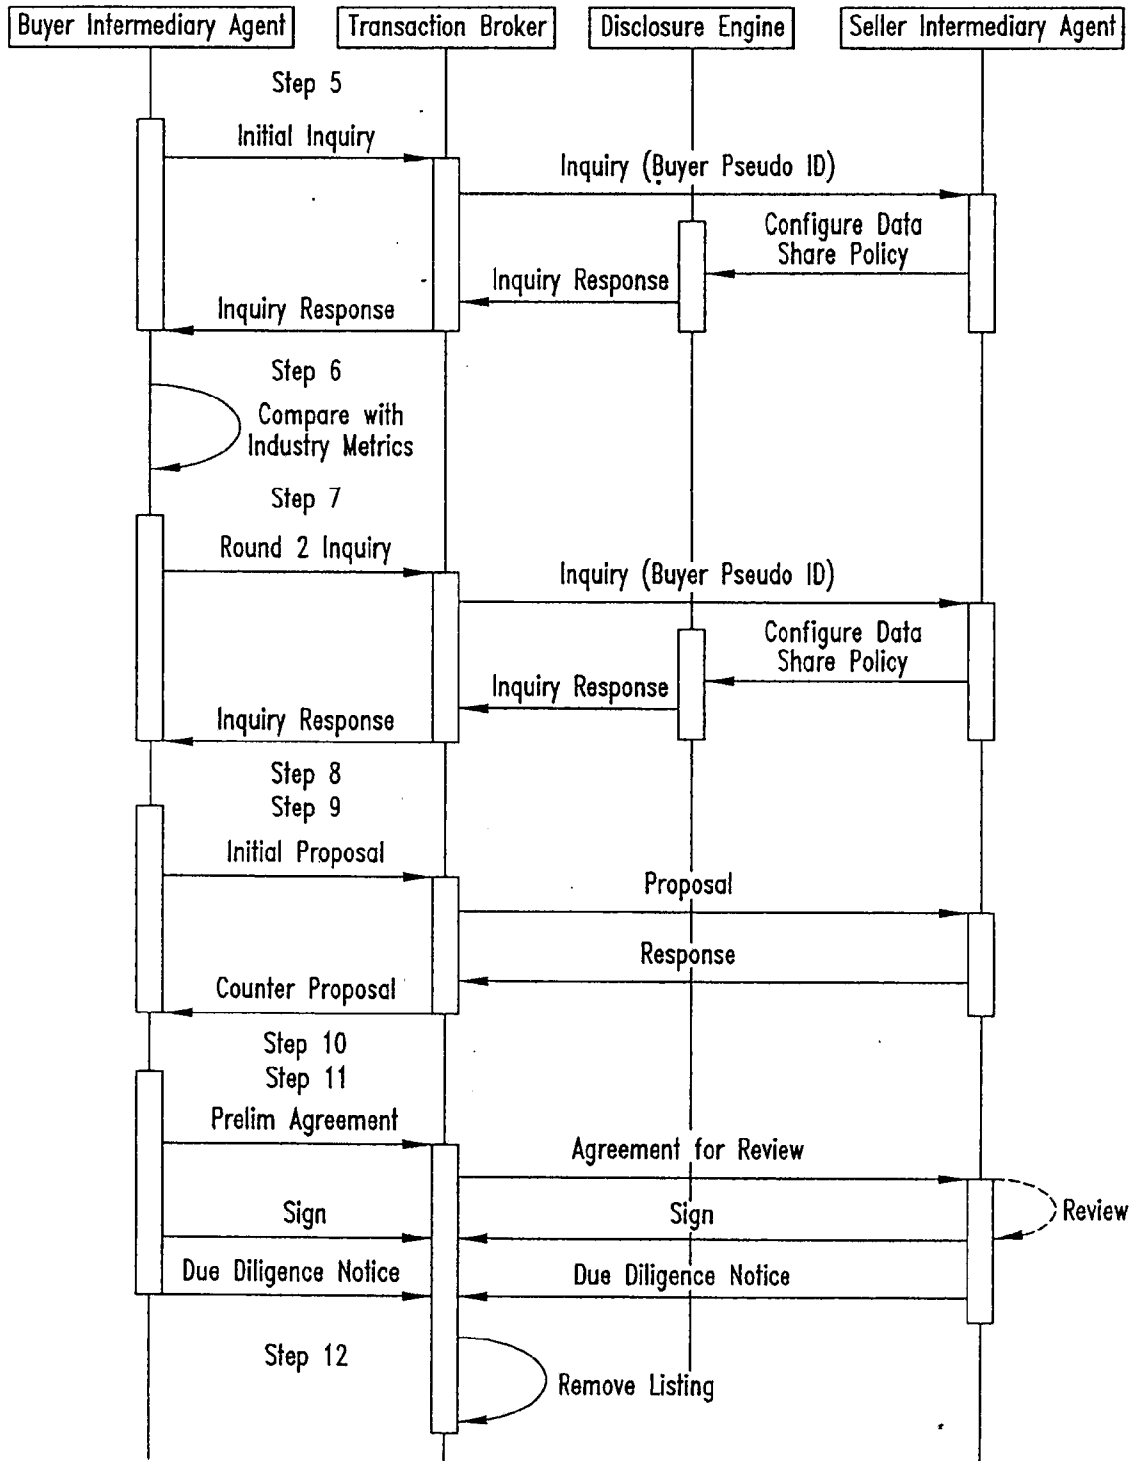 Buyer Intermediary Agent
Transaction Broker
Disclosure Engine
Seller Intermediary Agent
Step 5
Initial Inquiry
Inquiry (Buyer Pseudo ID)
Configure Data
Share Policy
Inquiry Response
Inquiry Response
Step 6
Compare with
Industry Metrics
Step 7
Round 2 Inquiry
Inquiry (Buyer Pseudo ID)
Configure Data
Share Policy
Inquiry Response
Inquiry Response
Step 8
Step 9
Initial Proposal
Proposal
Response
Counter Proposal
Step 10
Step 11
Prelim Agreement
Agreement for Review
Review
Sign
Sign
Due Diligence Notice
Due Diligence Notice
Step 12
Remove Listing